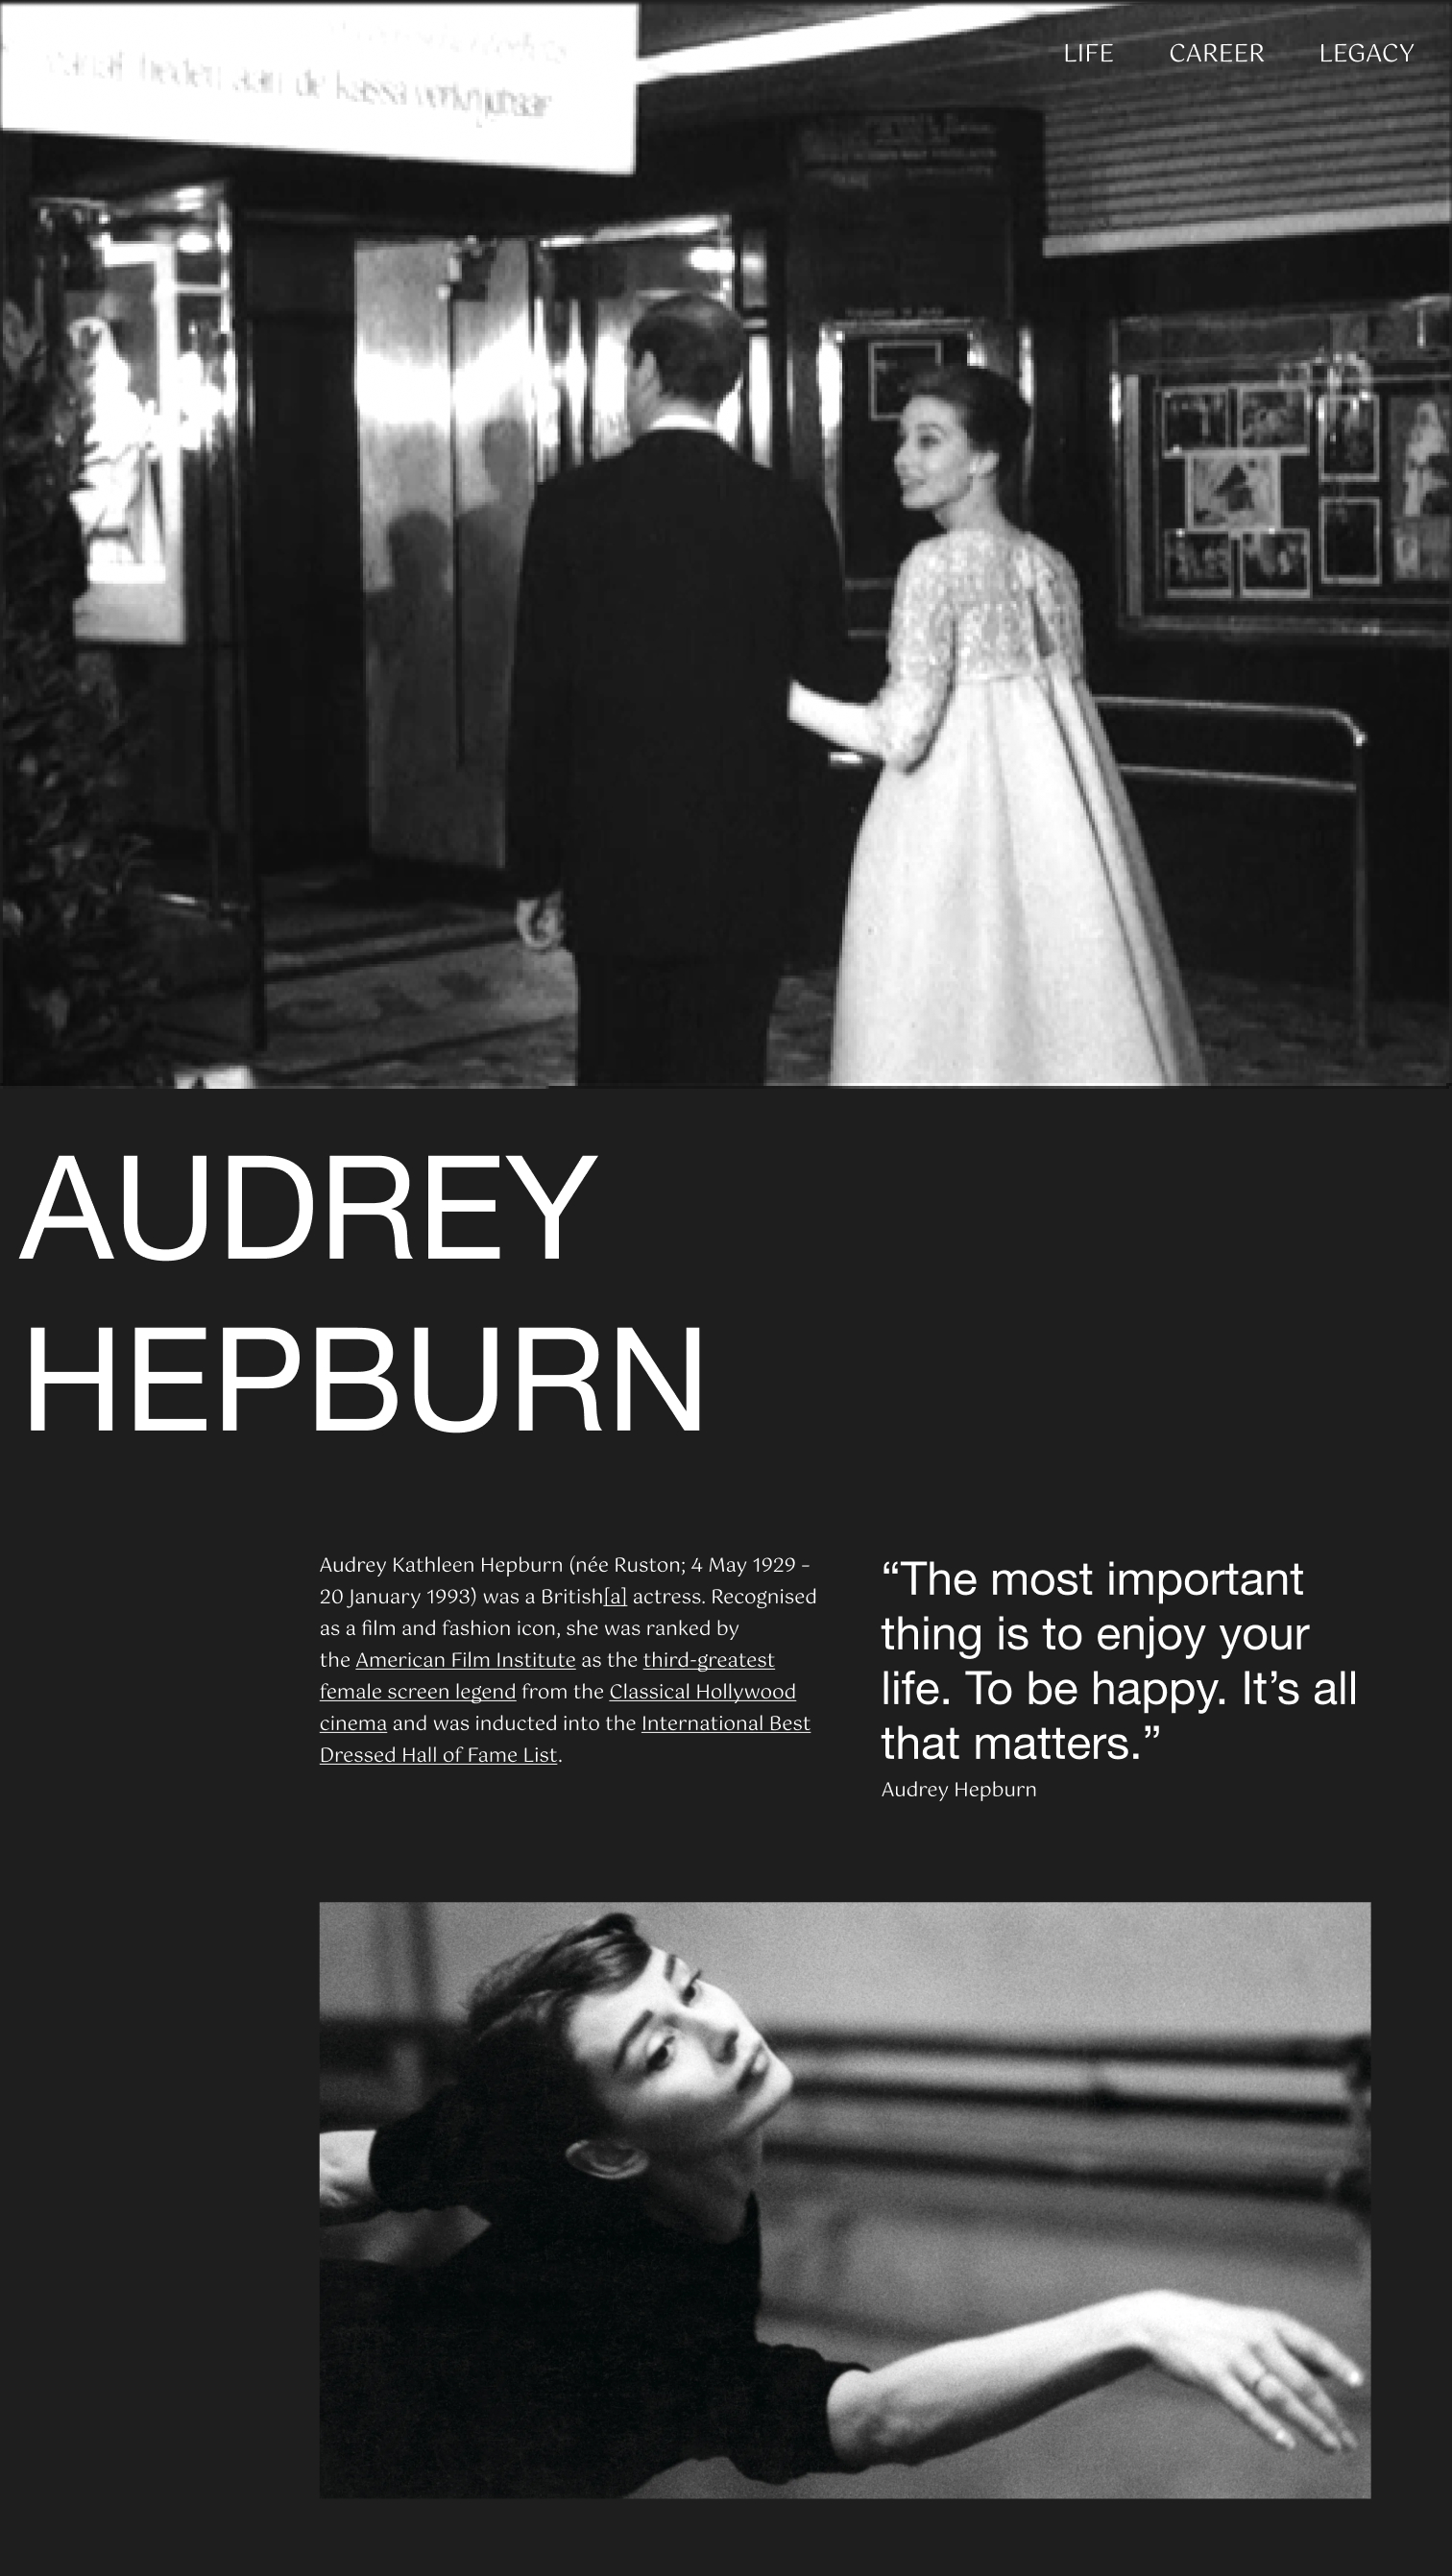 vanaf heden aan de kassa verkrijgbaar
LIFE CAREER LEGACY
AUDREY
HEPBURN
Audrey Kathleen Hepburn (née Ruston; 4 May 1929 –
20 January 1993) was a British[a] actress. Recognised
as a film and fashion icon, she was ranked by
the American Film Institute as the third-greatest
female screen legend from the Classical Hollywood
cinema and was inducted into the International Best
Dressed Hall of Fame List.
“The most important
thing is to enjoy your
life. To be happy. It’s all
that matters.”
Audrey Hepburn